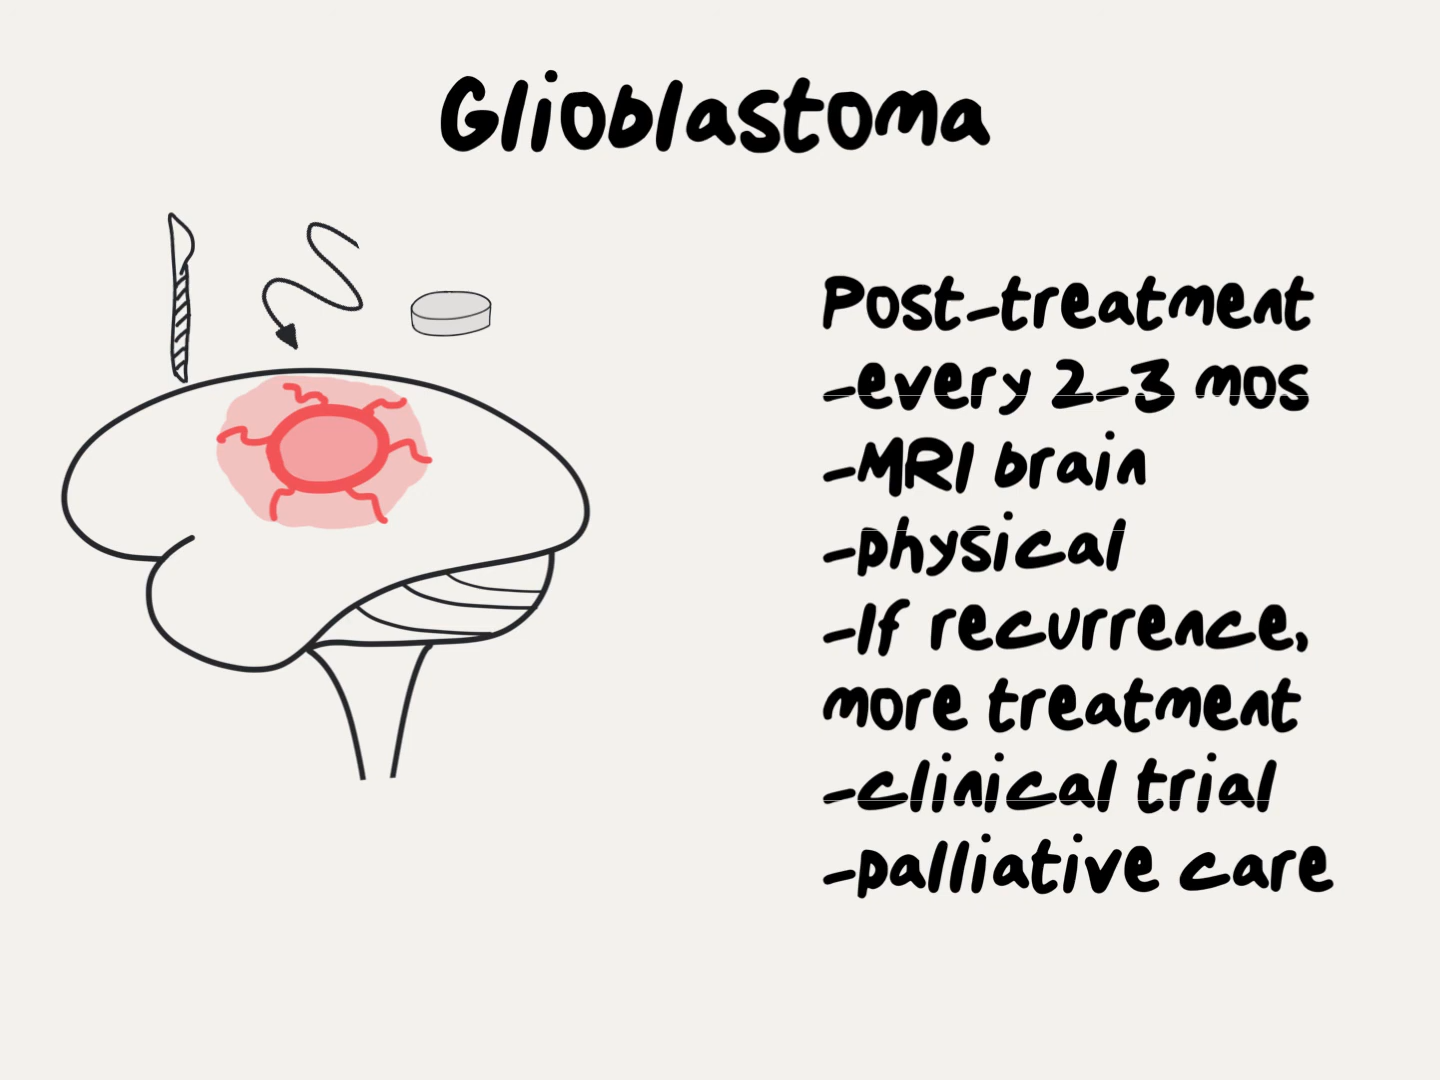 Glioblastoma
Post-treatment
-every 2-3 mos
-MRI brain
-physical
-If recurrence,
more treatment
-clinical trial
-palliative care